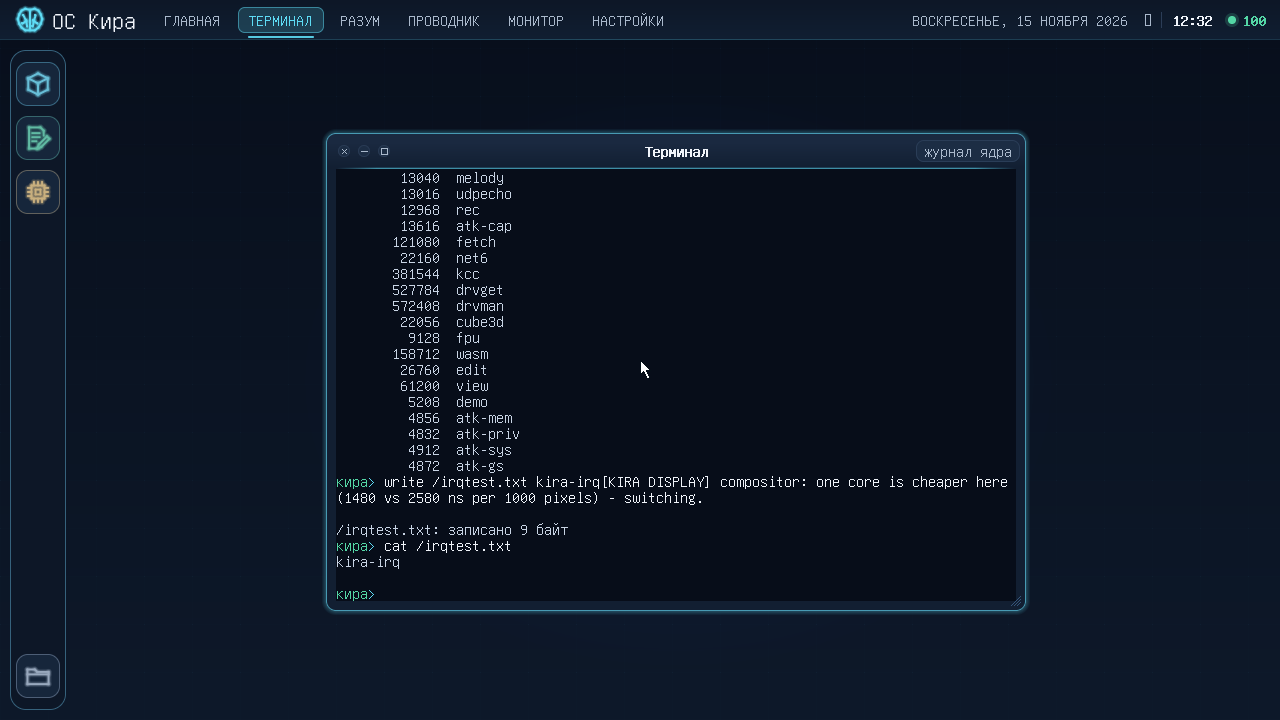 ОС Кира
ГЛАВНАЯ
ТЕРМИНАЛ
РАЗУМ
ПРОВОДНИК
МОНИТОР
НАСТРОЙКИ
ВОСКРЕСЕНЬЕ, 15 НОЯБРЯ 2026
12:32
100
Терминал
журнал ядра
13040 melody
13016 udpecho
12968 rec
13616 atk-cap
121080 fetch
22160 net6
381544 kcc
527784 drvget
572408 drvman
22056 cube3d
9128 fpu
158712 wasm
26760 edit
61200 view
5208 demo
4856 atk-mem
4832 atk-priv
4912 atk-sys
4872 atk-gs
кира> write /irqtest.txt kira-irq[KIRA DISPLAY] compositor: one core is cheaper here
(1480 vs 2580 ns per 1000 pixels) - switching.
/irqtest.txt: записано 9 байт
кира> cat /irqtest.txt
kira-irq
кира>